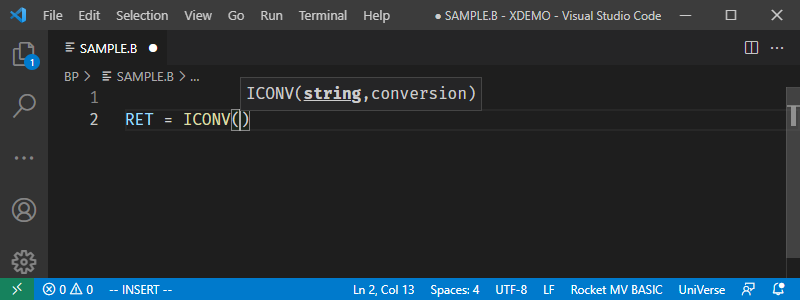 File Edit Selection View Go Run Terminal Help ● SAMPLE.B - XDEMO - Visual Studio Code
SAMPLE.B ●
1
BP > SAMPLE.B > ...
ICONV(string,conversion)
1
2 RET = ICONV()
0 0 -- INSERT -- Ln 2, Col 13 Spaces: 4 UTF-8 LF Rocket MV BASIC UniVerse